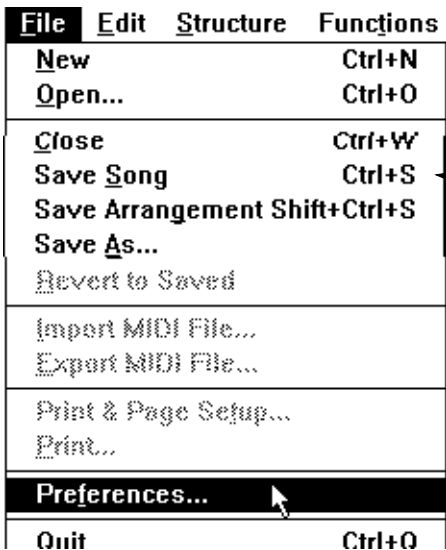 File Edit Structure Functions
New Ctrl+N
Open... Ctrl+O
Close Ctrl+W
Save Song Ctrl+S
Save Arrangement Shift+Ctrl+S
Save As...
Revert to Saved
Import MIDI File...
Export MIDI File...
Print & Page Setup...
Print...
Preferences...
Quit Ctrl+Q